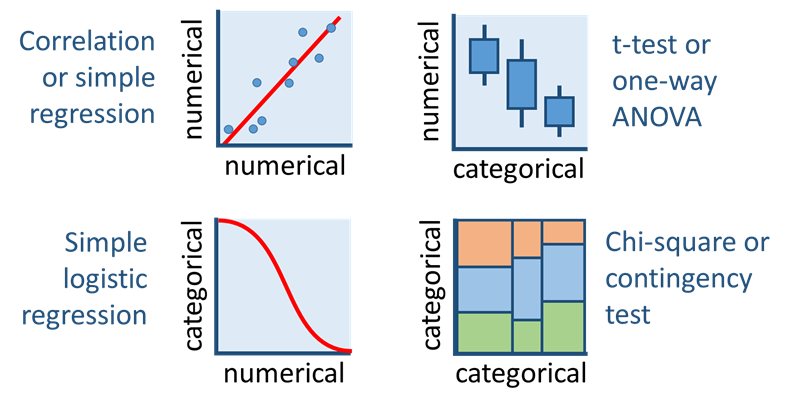 Correlation
or simple
regression
numerical
numerical
numerical
categorical
t-test or
one-way
ANOVA
Simple
logistic
regression
categorical
numerical
categorical
categorical
Chi-square or
contingency
test